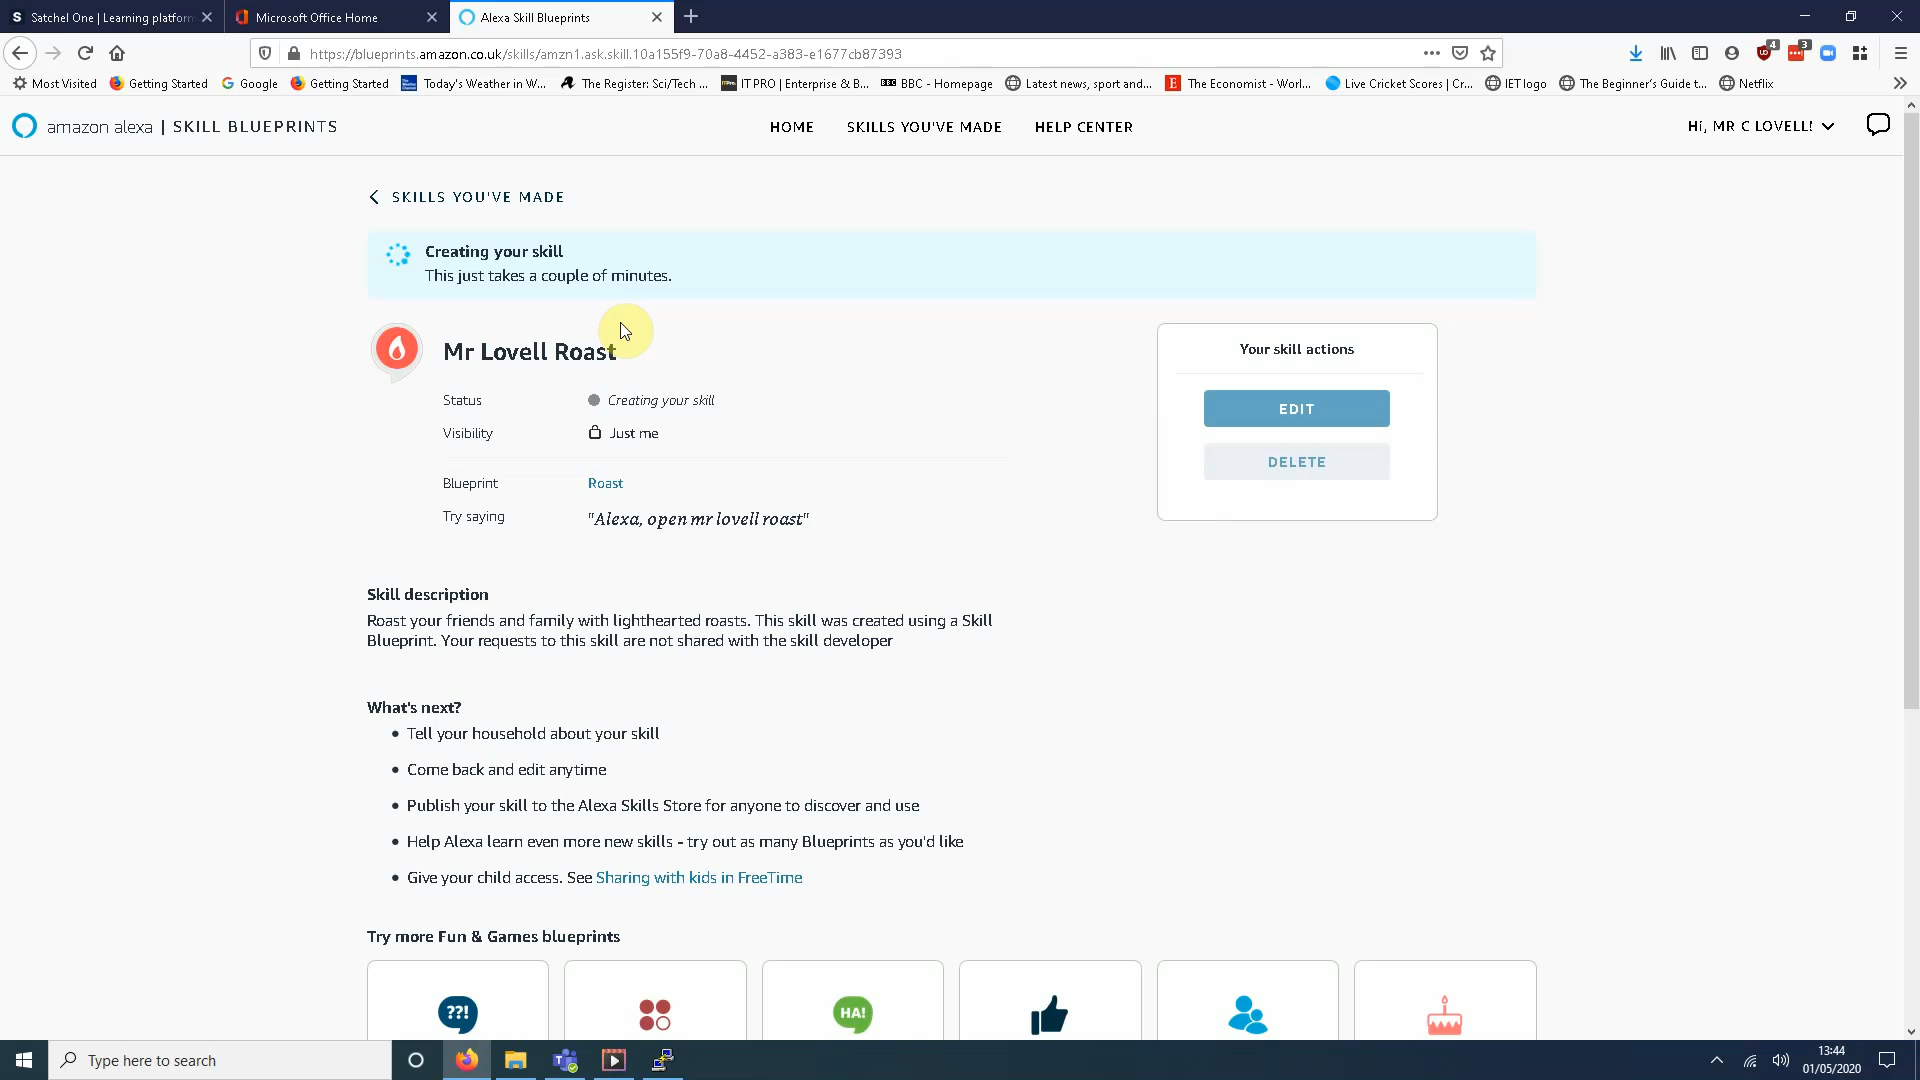 Satchel One | Learning platforn
Microsoft Office Home
Alexa Skill Blueprints
https://blueprints.amazon.co.uk/skills/amzn1.ask.skill.10a155f9-70a8-4452-a383-e1677cb87393
4
3
Most Visited
Getting Started
Google
Getting Started
Today's Weather in W...
The Register: Sci/Tech ...
IT PRO | Enterprise & B...
BBC - Homepage
Latest news, sport and...
The Economist - Worl...
Live Cricket Scores | Cr...
IET logo
The Beginner's Guide t...
Netflix
amazon alexa | SKILL BLUEPRINTS
HOME
SKILLS YOU'VE MADE
HELP CENTER
Hi, MR C LOVELL!
SKILLS YOU'VE MADE
Creating your skill
This just takes a couple of minutes.
Mr Lovell Roast
Your skill actions
Status
Creating your skill
EDIT
Visibility
Just me
DELETE
Blueprint
Roast
Try saying
"Alexa, open mr lovell roast"
Skill description
Roast your friends and family with lighthearted roasts. This skill was created using a Skill
Blueprint. Your requests to this skill are not shared with the skill developer
What's next?
• Tell your household about your skill
• Come back and edit anytime
• Publish your skill to the Alexa Skills Store for anyone to discover and use
• Help Alexa learn even more new skills - try out as many Blueprints as you'd like
• Give your child access. See Sharing with kids in FreeTime
Try more Fun & Games blueprints
??!
HA!
Type here to search
13:44
01/05/2020